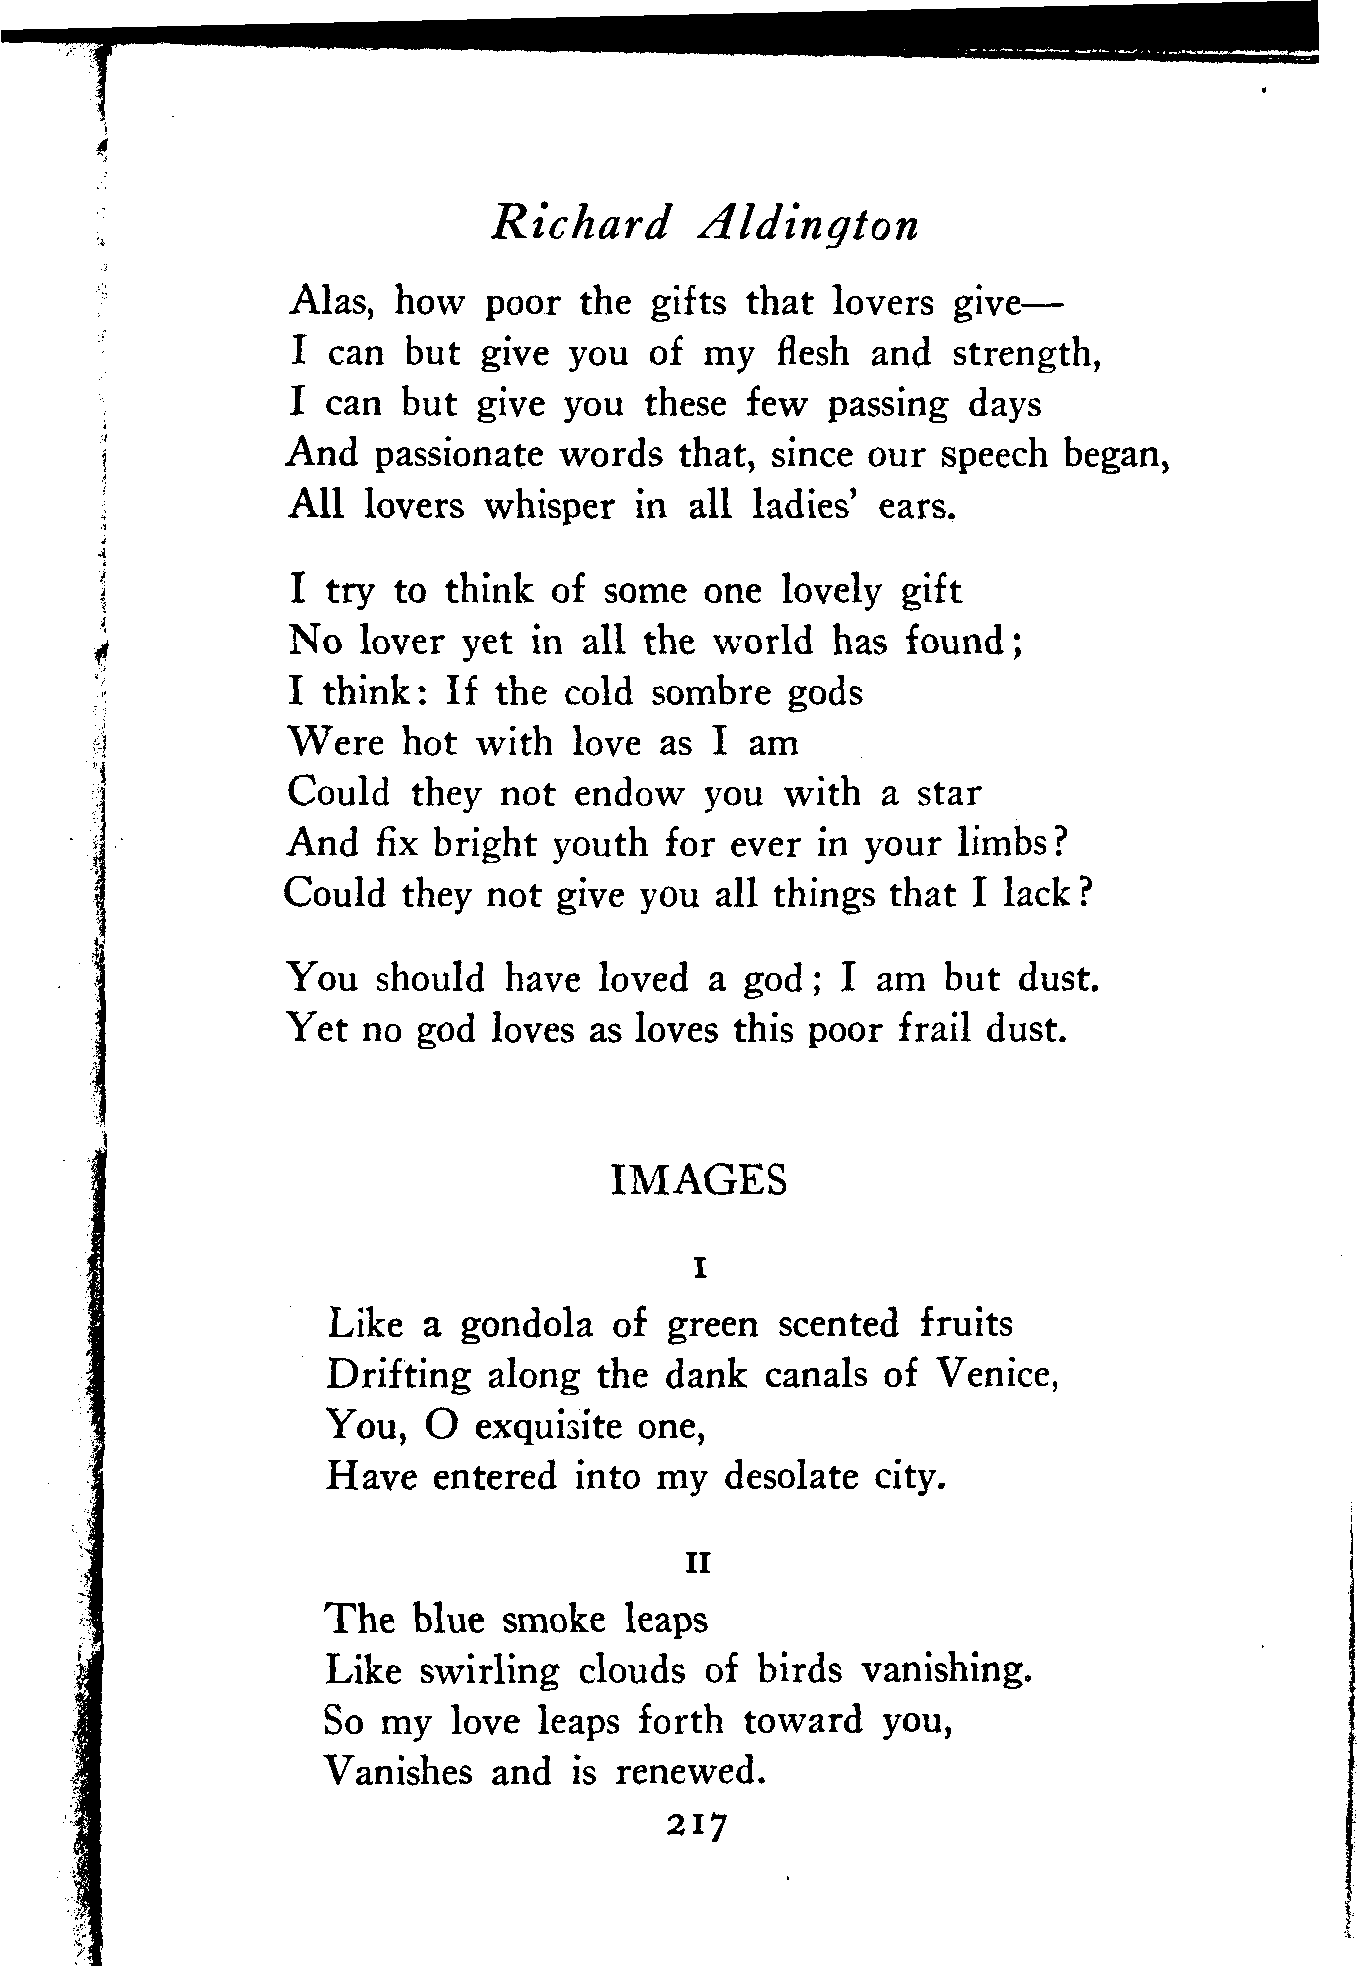 Richard Aldington
Alas, how poor the gifts that lovers give—
I can but give you of my flesh and strength,
I can but give you these few passing days
And passionate words that, since our speech began,
All lovers whisper in all ladies' ears.
I try to think of some one lovely gift
No lover yet in all the world has found;
I think: If the cold sombre gods
Were hot with love as I am
Could they not endow you with a star
And fix bright youth for ever in your limbs?
Could they not give you all things that I lack?
You should have loved a god; I am but dust.
Yet no god loves as loves this poor frail dust.
IMAGES
I
Like a gondola of green scented fruits
Drifting along the dank canals of Venice,
You, O exquisite one,
Have entered into my desolate city.
II
The blue smoke leaps
Like swirling clouds of birds vanishing.
So my love leaps forth toward you,
Vanishes and is renewed.
217